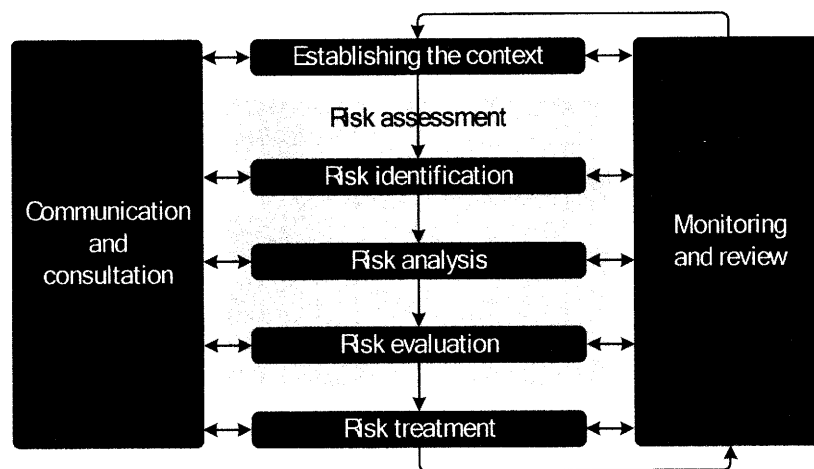 Establishing the context
Risk assessment
Risk identification
Communication
and
consultation
Monitoring
and review
Risk analysis
Risk evaluation
Risk treatment